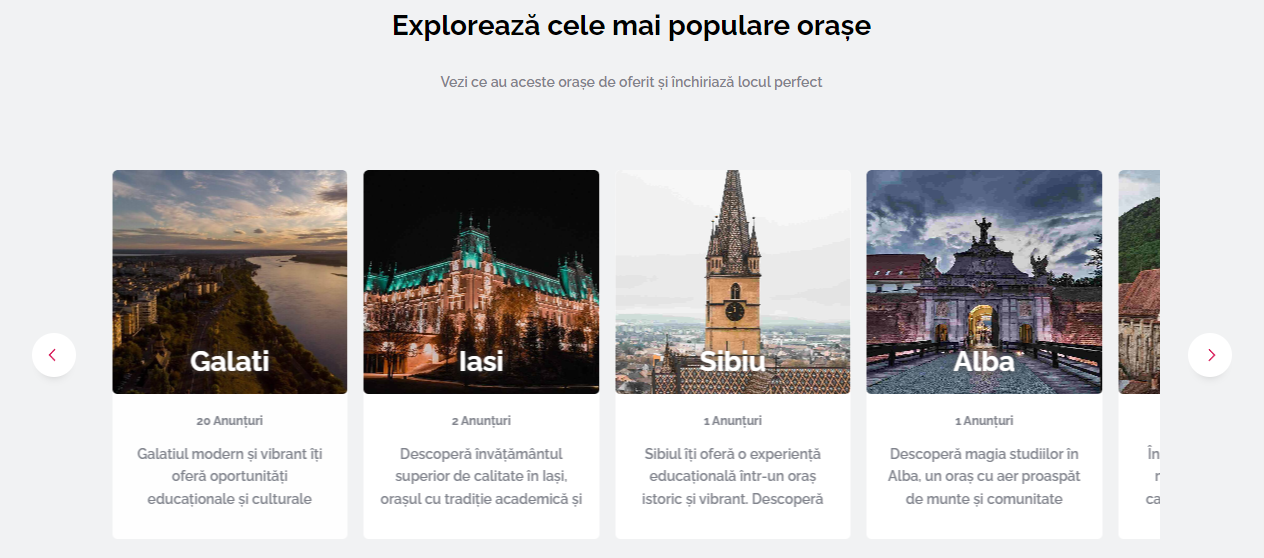 Explorează cele mai populare orașe
Vezi ce au aceste orașe de oferit și închiriază locul perfect
Galati
20 Anunțuri
Galatiul modern și vibrant îți
oferă oportunități
educaționale și culturale
Iasi
2 Anunțuri
Descoperă învățământul
superior de calitate în Iași,
orașul cu tradiție academică și
Sibiu
1 Anunțuri
Sibiul îți oferă o experiență
educațională într-un oraș
istoric și vibrant. Descoperă
Alba
1 Anunțuri
Descoperă magia studiilor în
Alba, un oraș cu aer proaspăt
de munte și comunitate